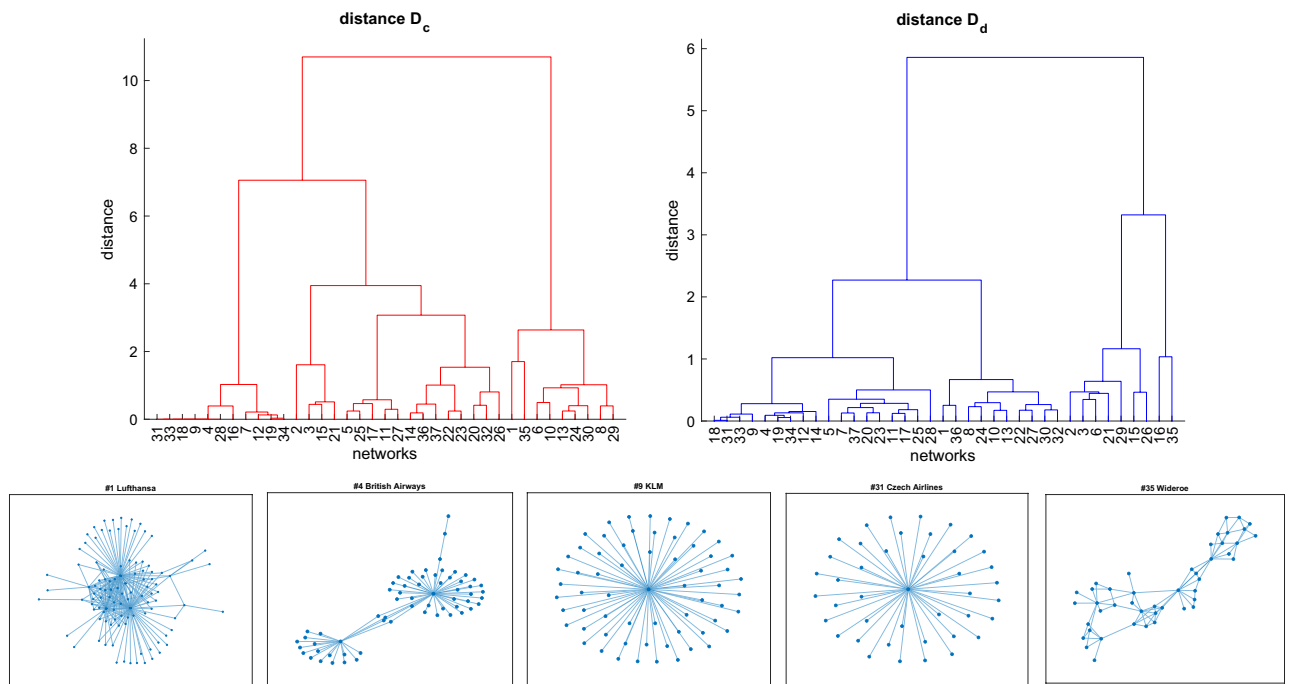 distance D_c
distance
10
8
6
4
2
0
31 33 18 9 4 28 16 7 12 19 34 2 3 15 21 5 25 17 11 27 14 36 37 22 23 20 32 26 1 35 6 10 13 24 30 8 29
networks
distance D_d
distance
6
5
4
3
2
1
0
18 31 33 9 4 19 34 12 14 5 7 37 20 23 11 17 25 28 1 36 8 24 10 13 22 27 30 32 2 3 6 21 29 15 26 16 35
networks
#1 Lufthansa
#4 British Airways
#9 KLM
#31 Czech Airlines
#35 Wideroe